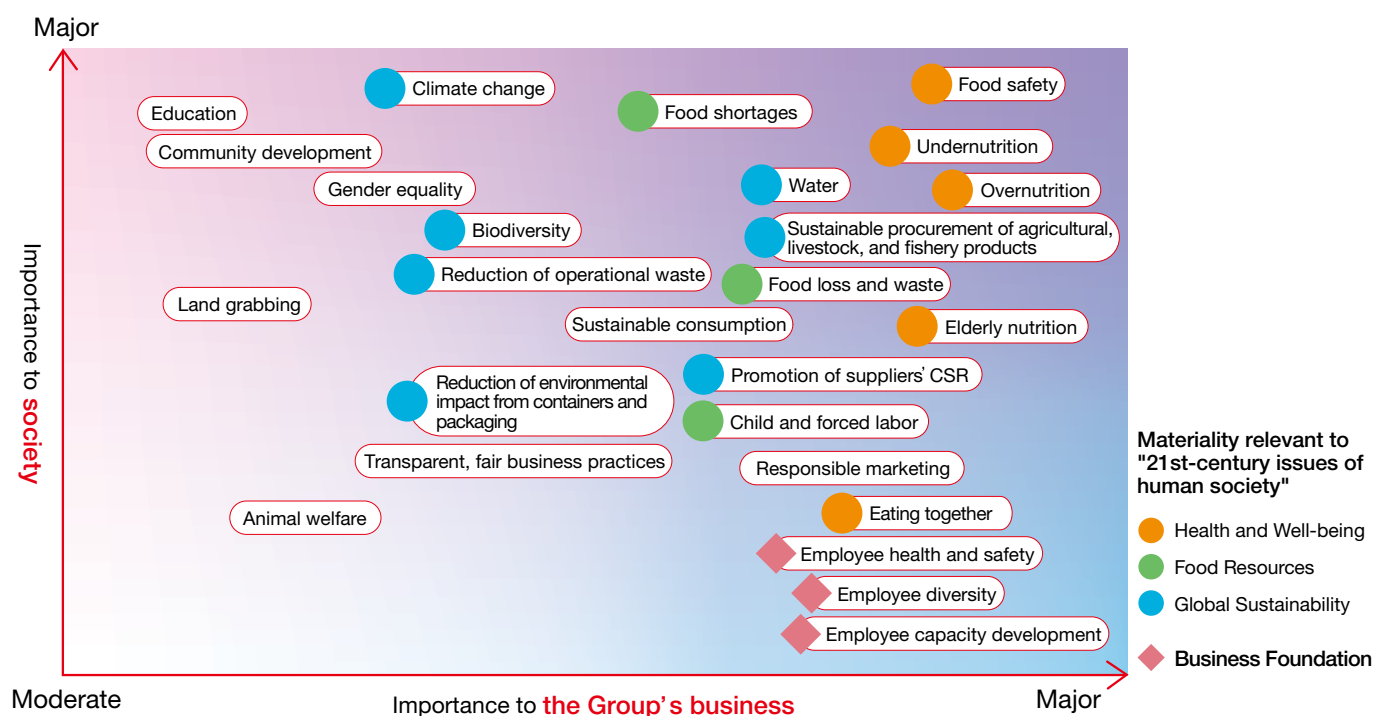 Major
Climate change
Food safety
Education
Food shortages
Community development
Undernutrition
Gender equality
Water
Overnutrition
Biodiversity
Sustainable procurement of agricultural,
livestock, and fishery products
Reduction of operational waste
Food loss and waste
Land grabbing
Sustainable consumption
Elderly nutrition
Importance to society
Reduction of environmental
impact from containers and
packaging
Promotion of suppliers' CSR
Child and forced labor
Transparent, fair business practices
Responsible marketing
Animal welfare
Eating together
Employee health and safety
Employee diversity
Employee capacity development
Materiality relevant to
"21st-century issues of
human society"
Health and Well-being
Food Resources
Global Sustainability
Business Foundation
Moderate
Importance to the Group's business
Major